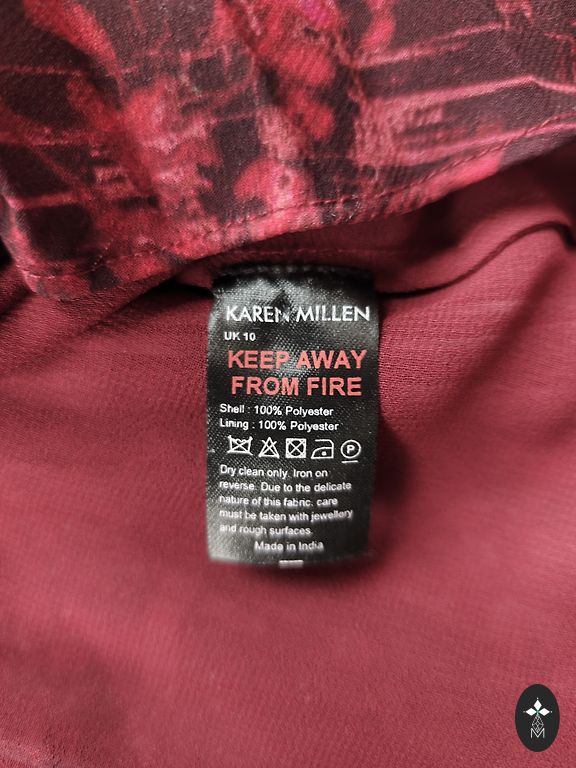 KAREN MILLEN
UK 10
KEEP AWAY
FROM FIRE
Shell : 100% Polyester
Lining : 100% Polyester
P
Dry clean only. Iron on
reverse. Due to the delicate
nature of this fabric, care
must be taken with jewellery
and rough surfaces.
Made in India
M